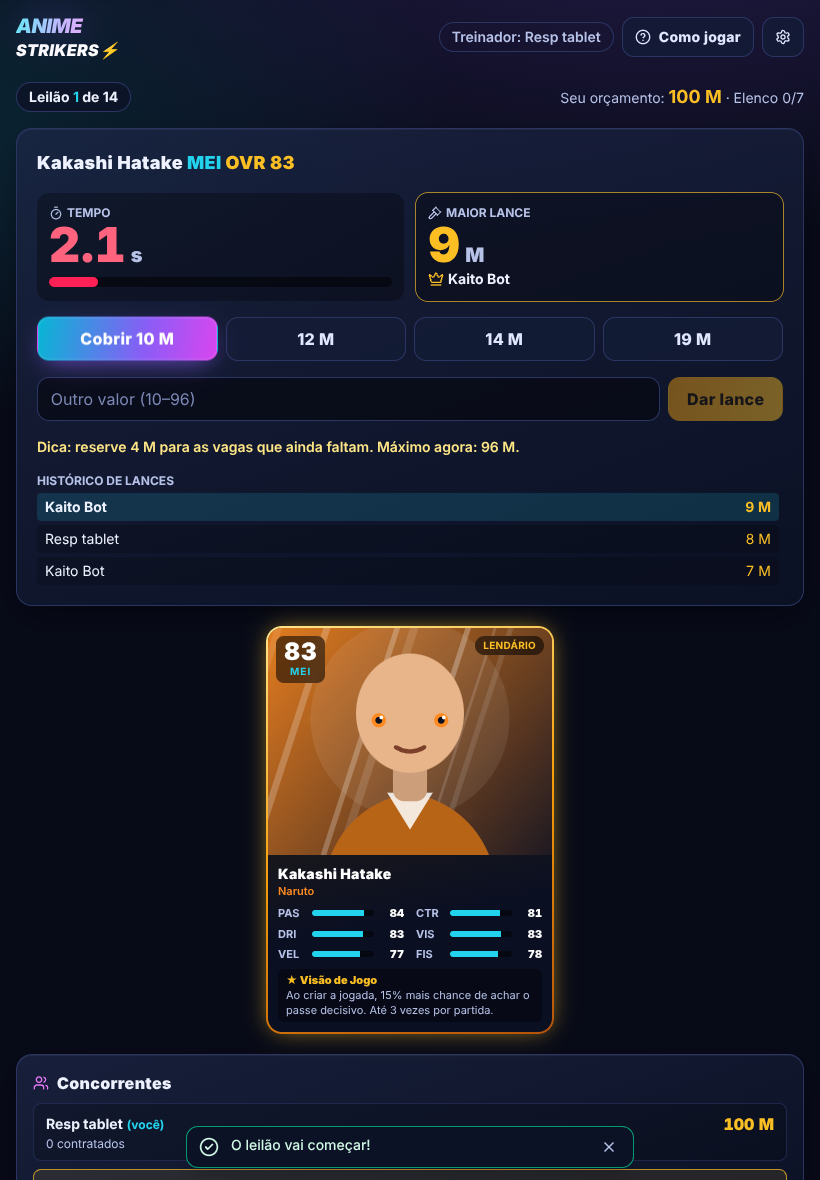 ANIME
STRIKERS⚡
Treinador: Resp tablet
Como jogar
Leilão 1 de 14
Seu orçamento: 100 M · Elenco 0/7
Kakashi Hatake MEI OVR 83
TEMPO
2.1 s
MAIOR LANCE
9 M
Kaito Bot
Cobrir 10 M
12 M
14 M
19 M
Outro valor (10–96)
Dar lance
Dica: reserve 4 M para as vagas que ainda faltam. Máximo agora: 96 M.
HISTÓRICO DE LANCES
Kaito Bot 9 M
Resp tablet 8 M
Kaito Bot 7 M
83
MEI
LENDÁRIO
Kakashi Hatake
Naruto
PAS 84 CTR 81
DRI 83 VIS 83
VEL 77 FIS 78
★ Visão de Jogo
Ao criar a jogada, 15% mais chance de achar o
passe decisivo. Até 3 vezes por partida.
Concorrentes
Resp tablet (você) 100 M
0 contratados
O leilão vai começar!